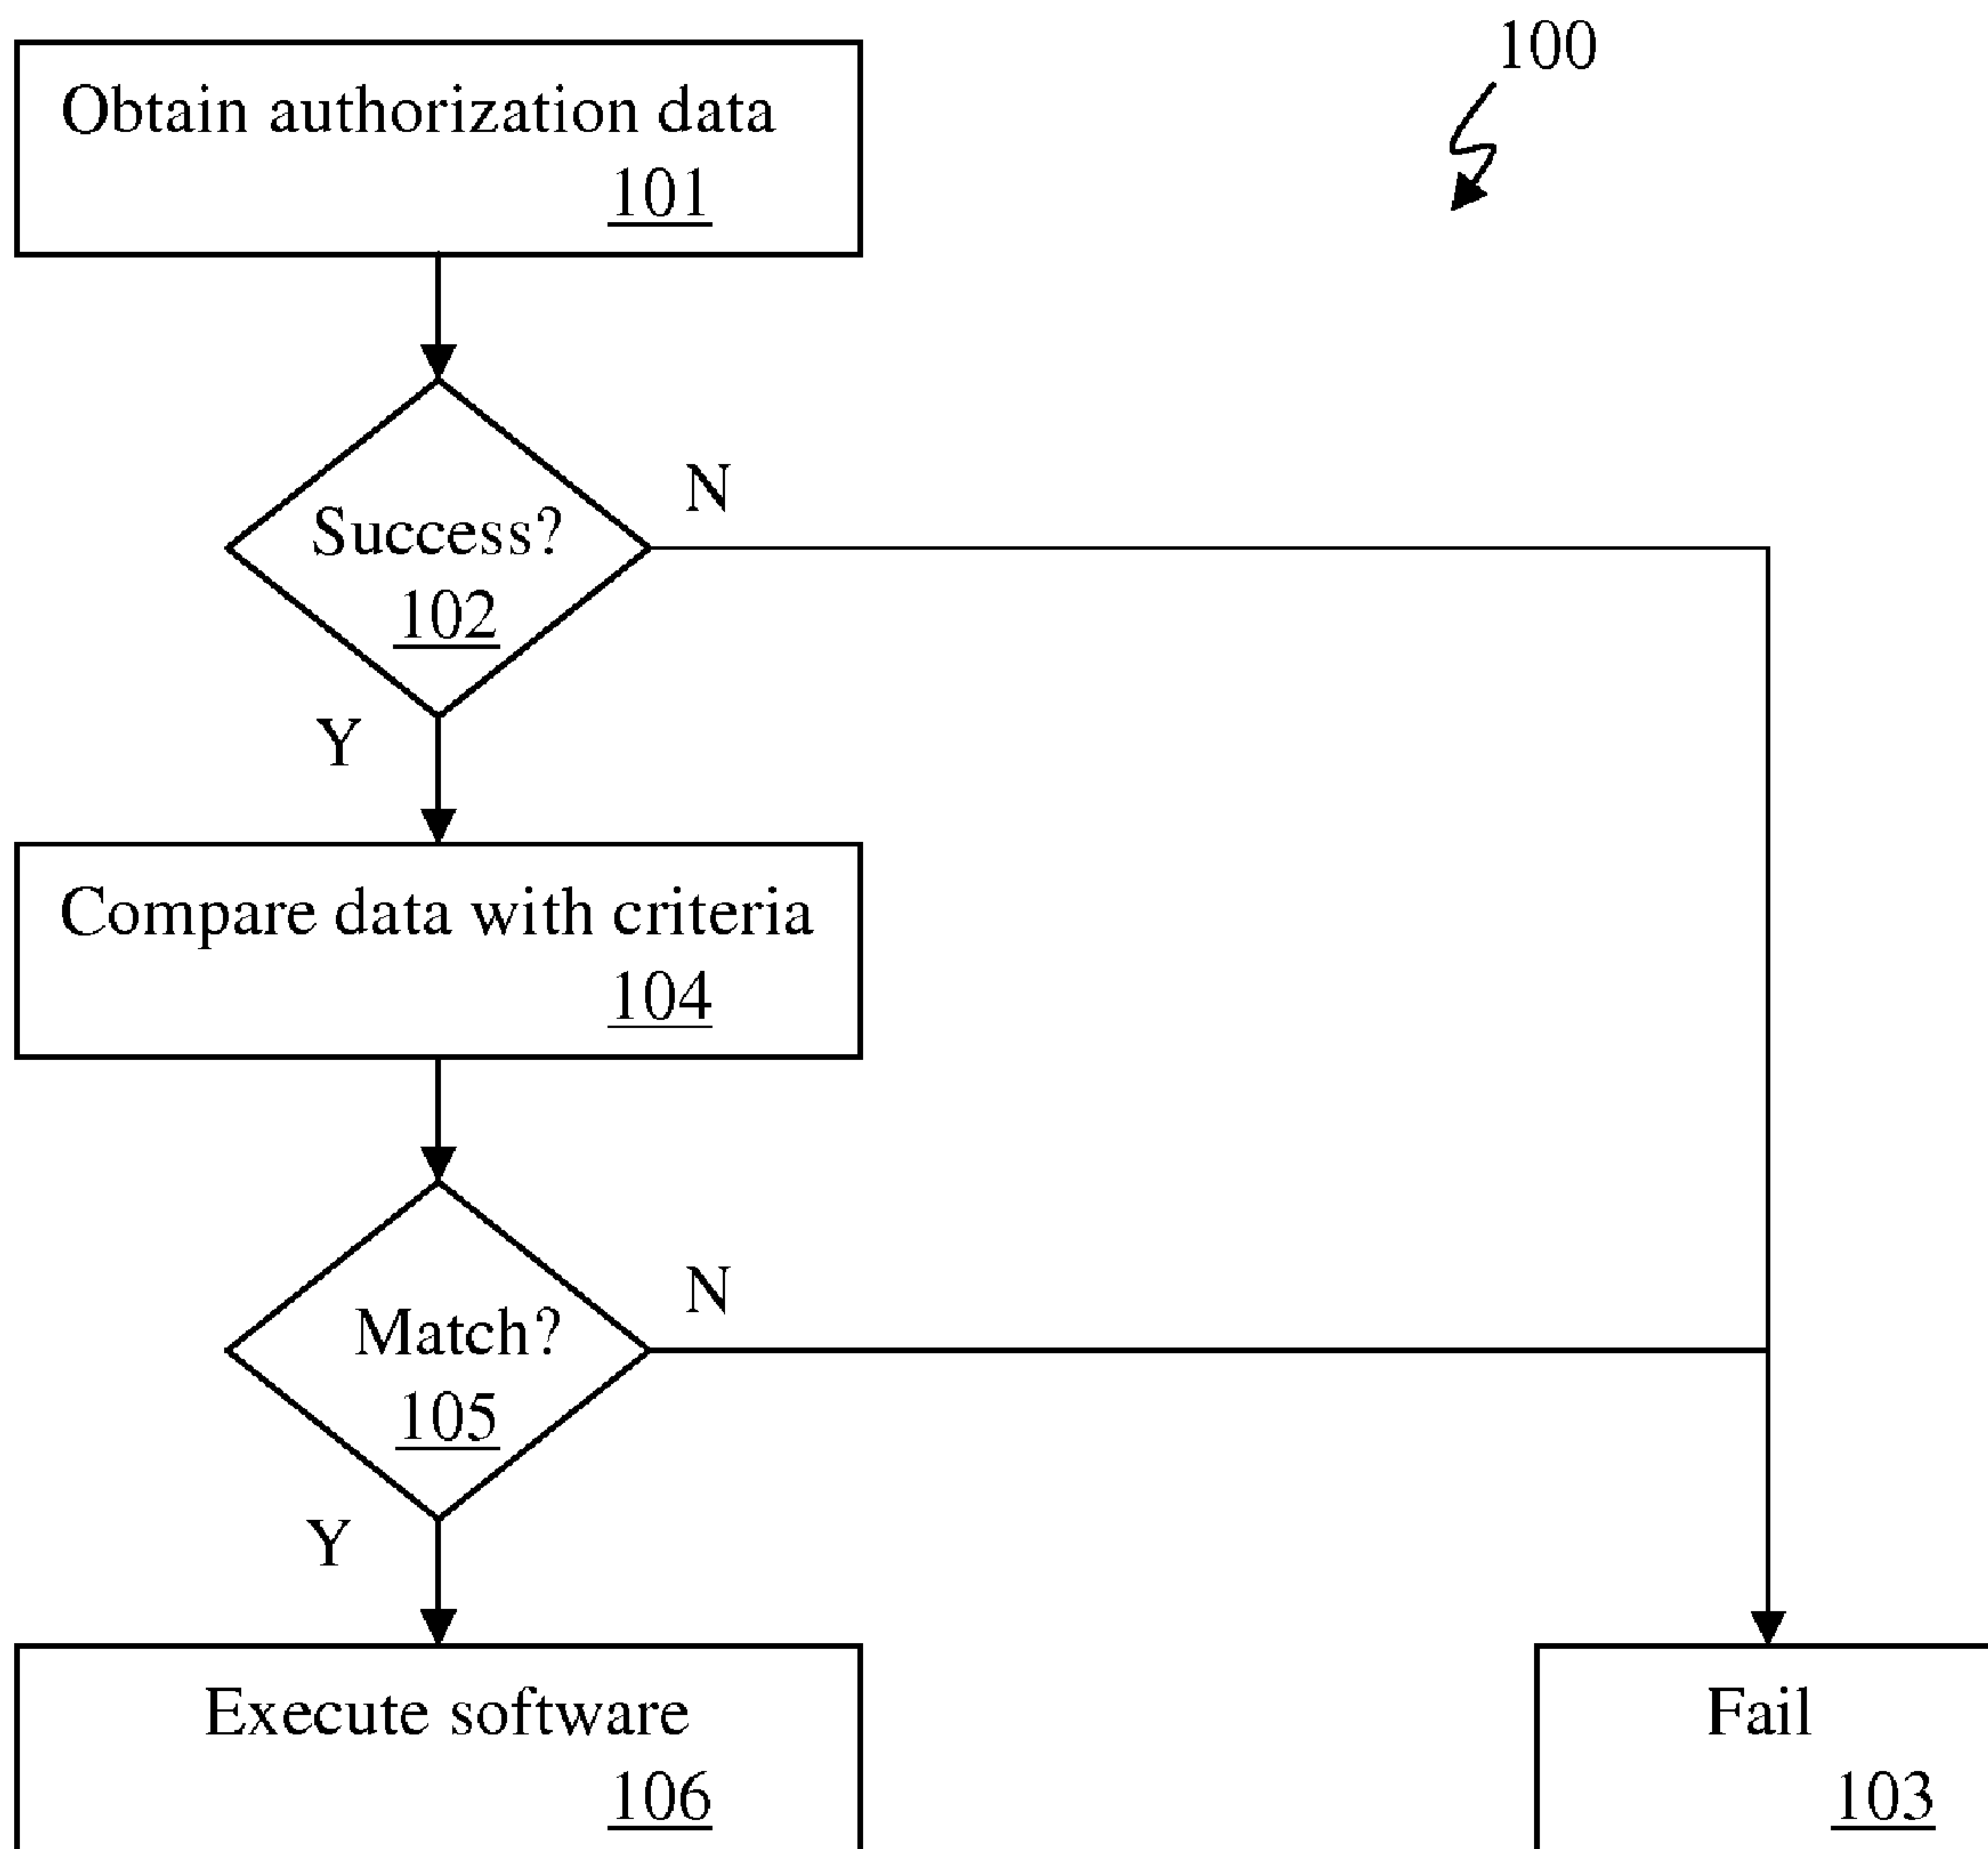 100
Obtain authorization data
101
N
Success?
102
Y
Compare data with criteria
104
N
Match?
105
Y
Execute software
106
Fail
103